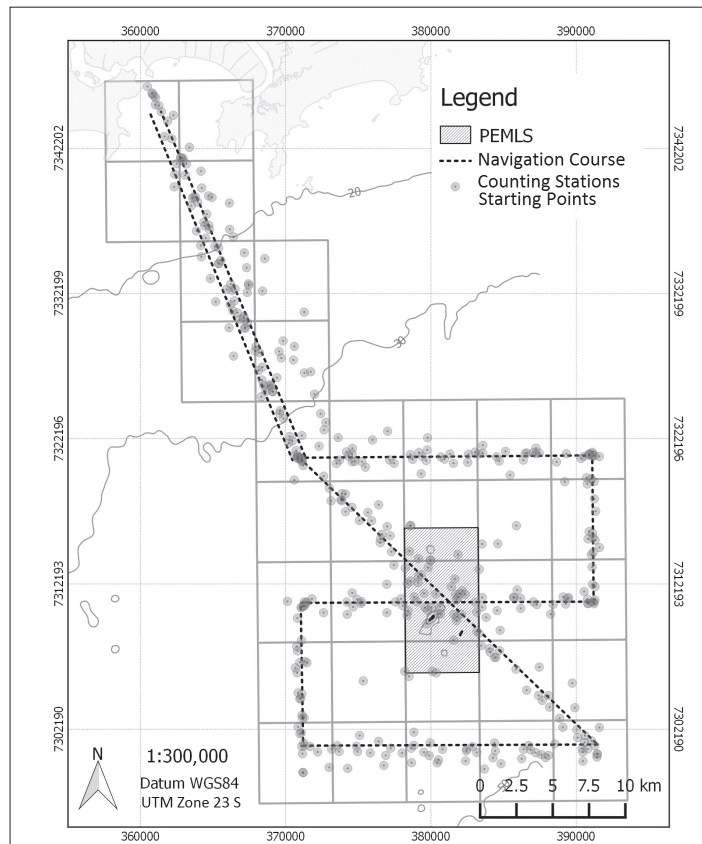 360000 370000 380000 390000
7342202 7342202
Legend
PEMLS
Navigation Course
Counting Stations
Starting Points
20
7332199 7332199
30
7322196 7322196
7312193 7312193
7302190 7302190
N
1:300,000
Datum WGS84
UTM Zone 23 S
0 2.5 5 7.5 10 km
360000 370000 380000 390000